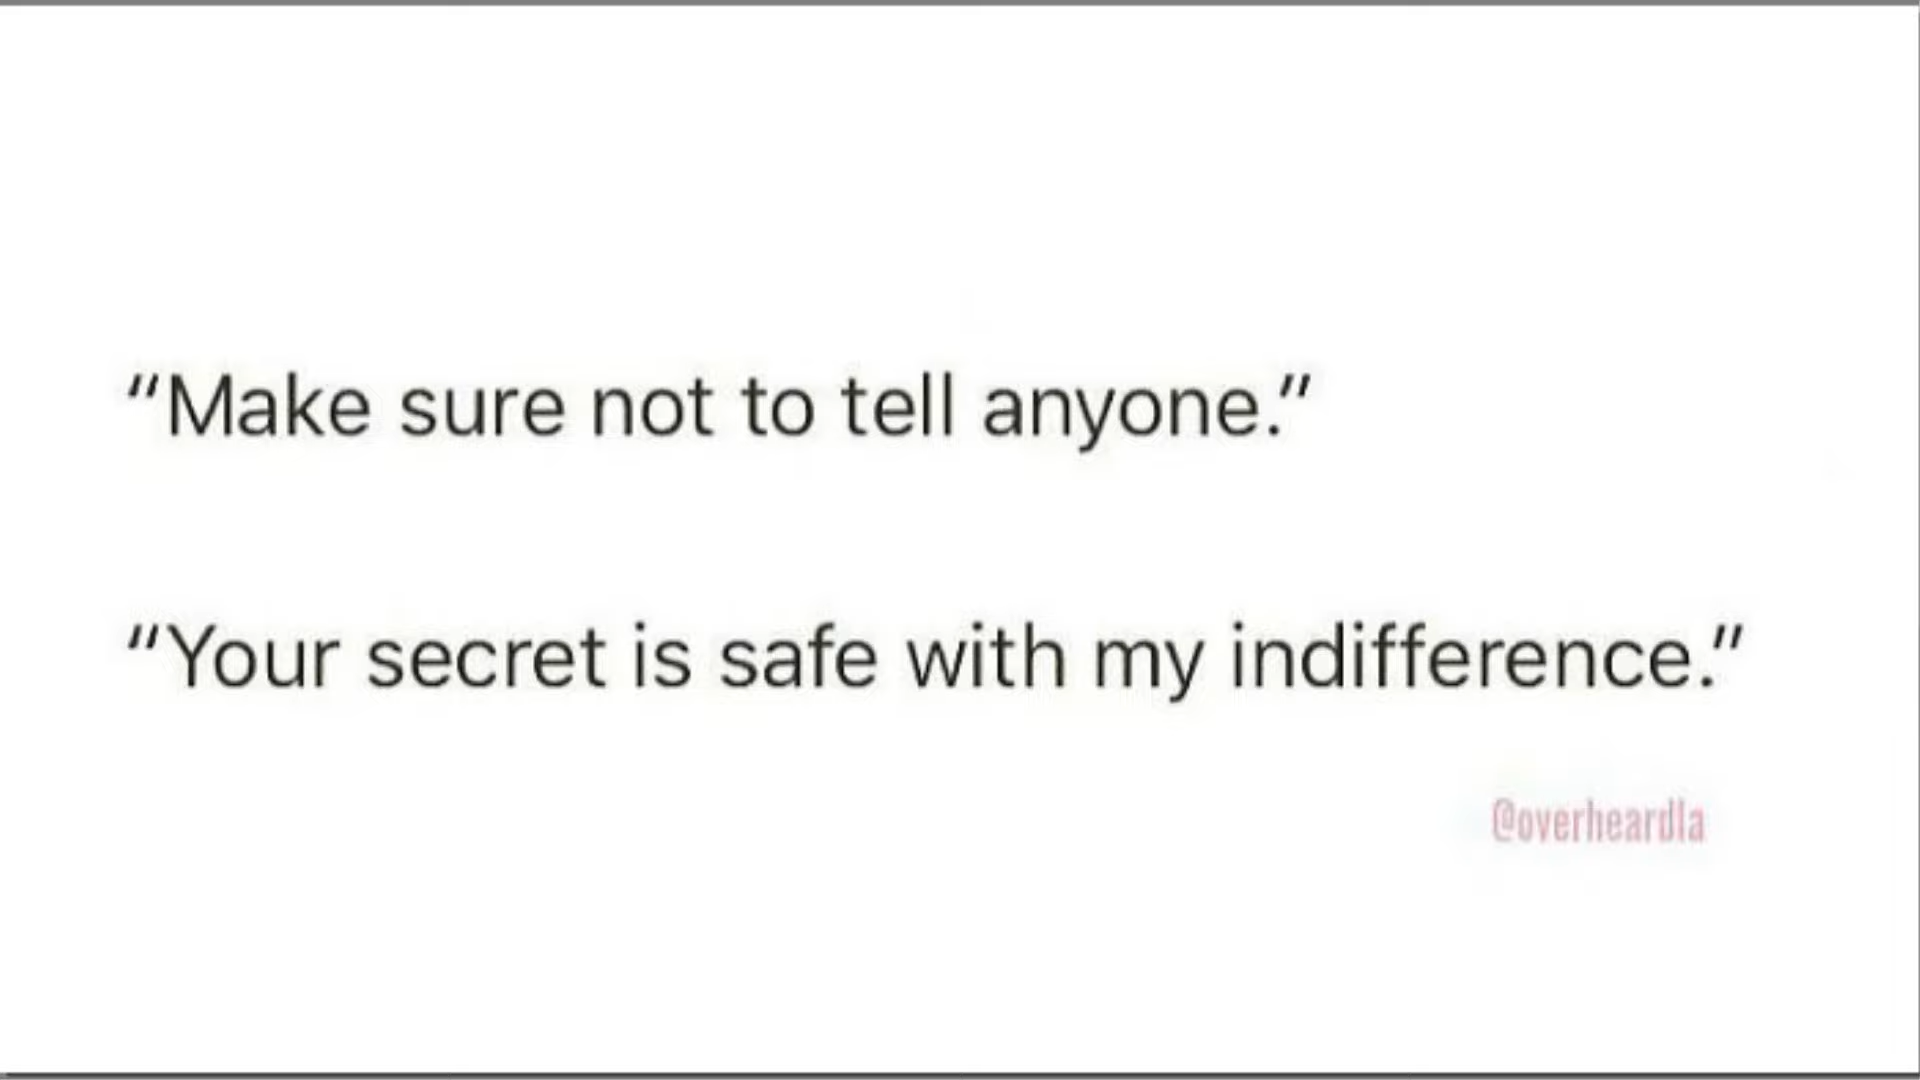 "Make sure not to tell anyone."
"Your secret is safe with my indifference."
@overheardla